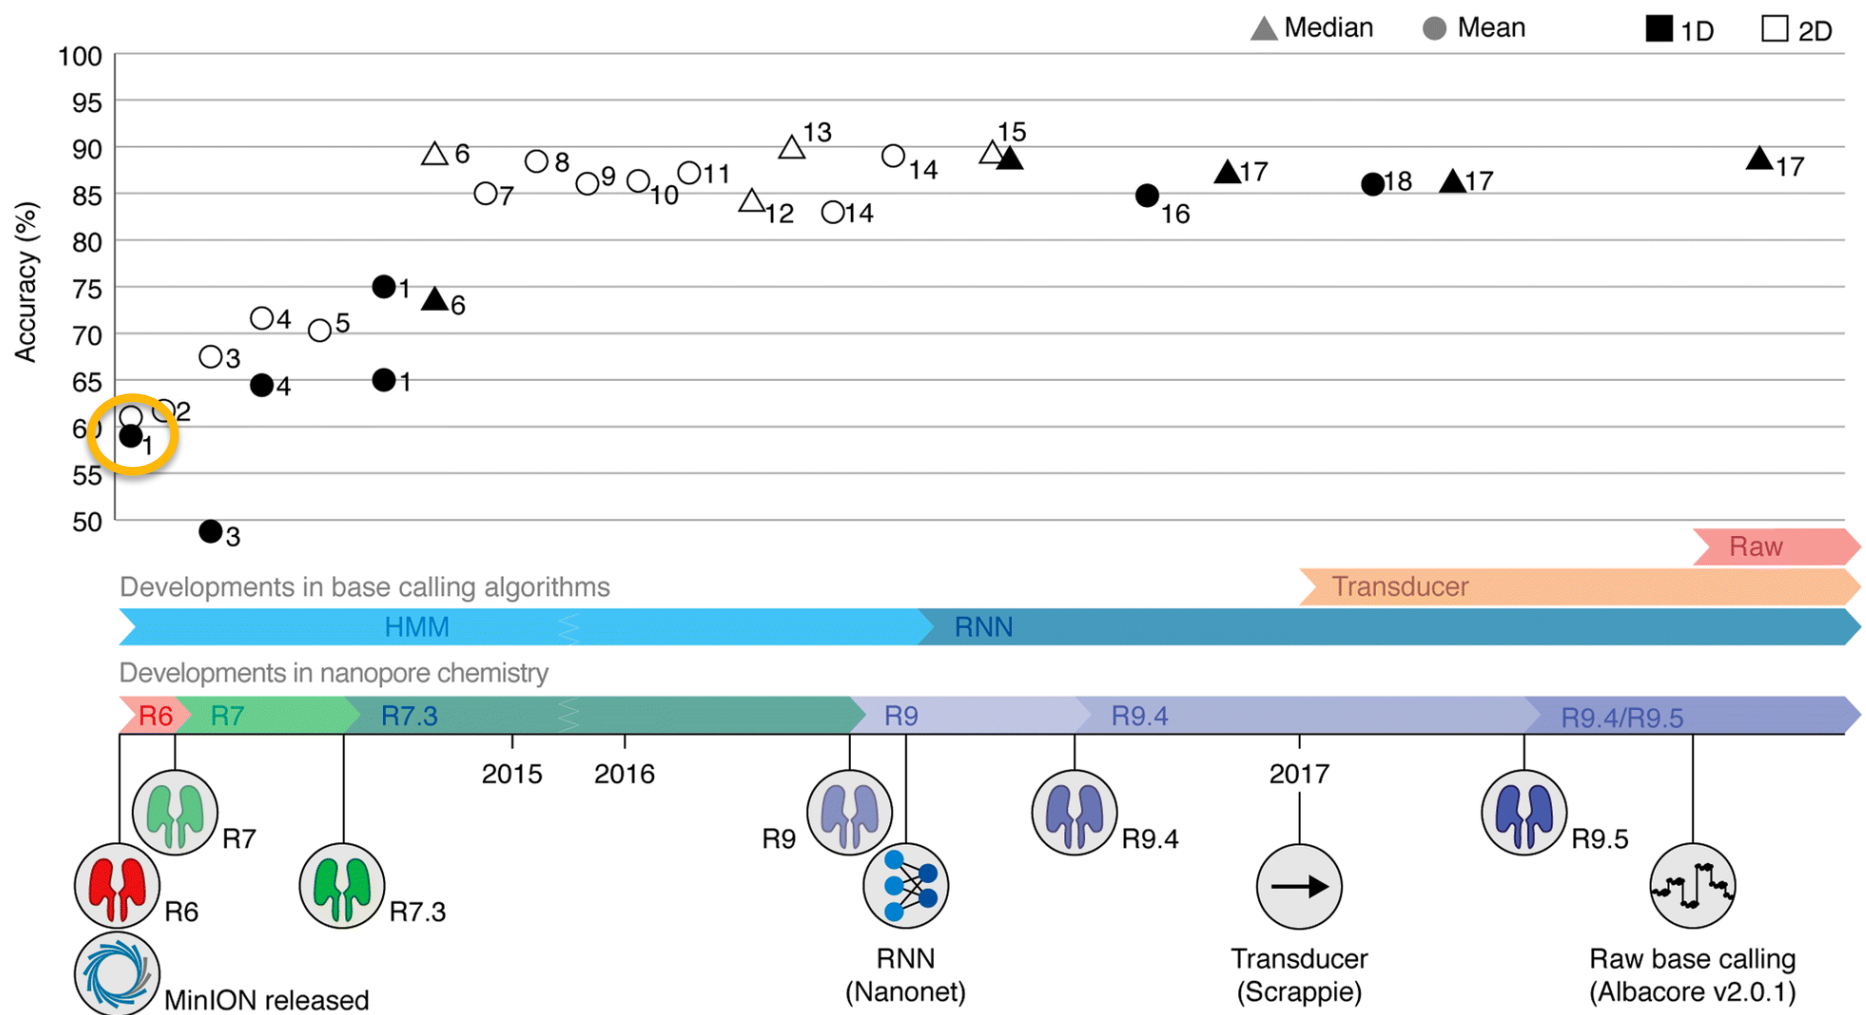 Median Mean 1D 2D
100
95
90
85
80
75
70
65
60
55
50
Accuracy (%)
13
15
6
8
14
17
17
17
9
10
11
18
7
12
14
16
1
6
4
5
3
1
4
2
1
3
Raw
Developments in base calling algorithms
Transducer
HMM
RNN
Developments in nanopore chemistry
R6 R7 R7.3 R9 R9.4 R9.4/R9.5
2015 2016 2017
R7 R9 R9.4 R9.5
R6 R7.3
RNN
(Nanonet)
Transducer
(Scrappie)
Raw base calling
(Albacore v2.0.1)
MinION released